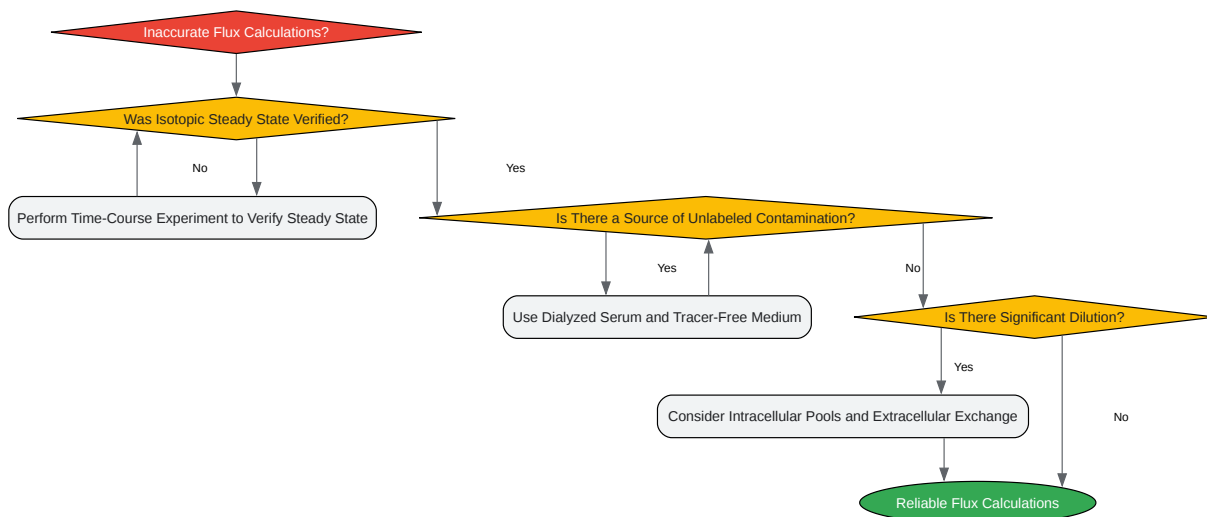 Inaccurate Flux Calculations?
Was Isotopic Steady State Verified?
No
Yes
Perform Time-Course Experiment to Verify Steady State
Is There a Source of Unlabeled Contamination?
Yes
No
Use Dialyzed Serum and Tracer-Free Medium
Is There Significant Dilution?
Yes
Consider Intracellular Pools and Extracellular Exchange
No
Reliable Flux Calculations